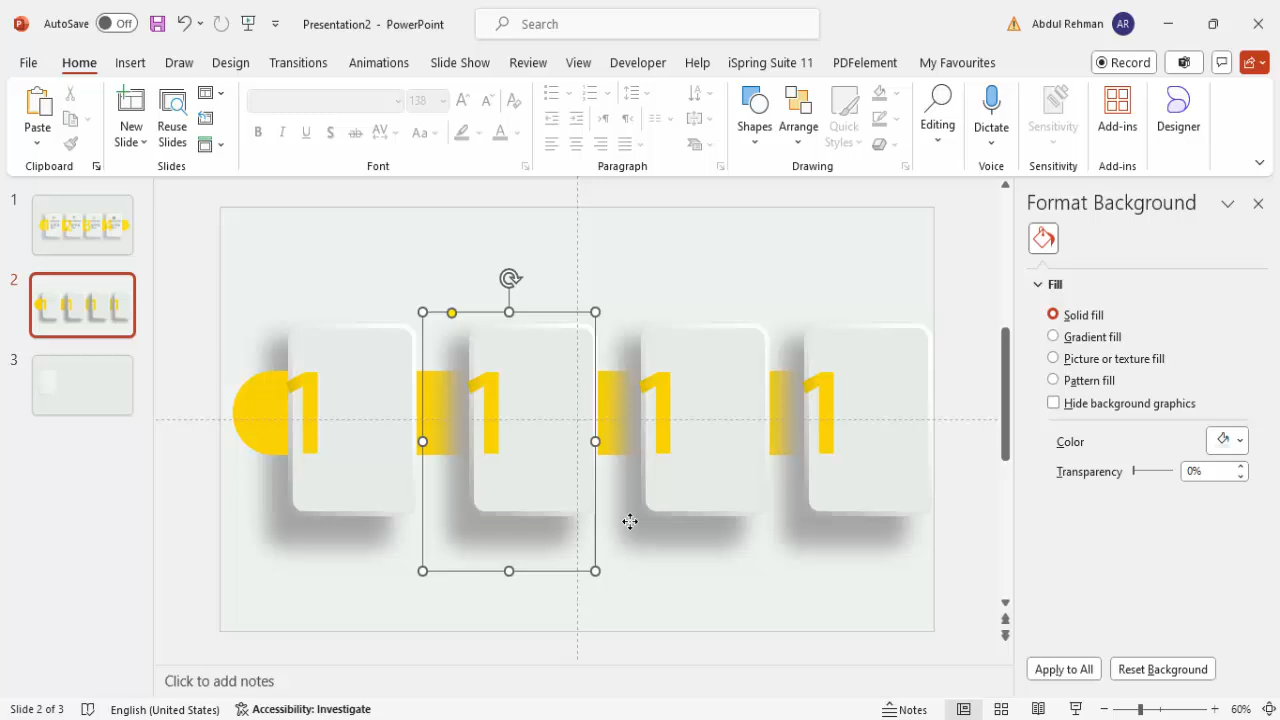 AutoSave Off
Presentation2 - PowerPoint
Search
Abdul Rehman AR
File Home Insert Draw Design Transitions Animations Slide Show Review View Developer Help iSpring Suite 11 PDFelement My Favourites
Record
Paste
New Slide
Reuse Slides
138
B I U S ab AV Aa A
Shapes
Arrange
Quick Styles
Editing
Dictate
Sensitivity
Add-ins
Designer
Clipboard
Slides
Font
Paragraph
Drawing
Voice
Sensitivity
Add-ins
1
2
3
1 1 1 1
Format Background
Fill
Solid fill
Gradient fill
Picture or texture fill
Pattern fill
Hide background graphics
Color
Transparency 0%
Apply to All
Reset Background
Click to add notes
Slide 2 of 3
English (United States)
Accessibility: Investigate
Notes
60%